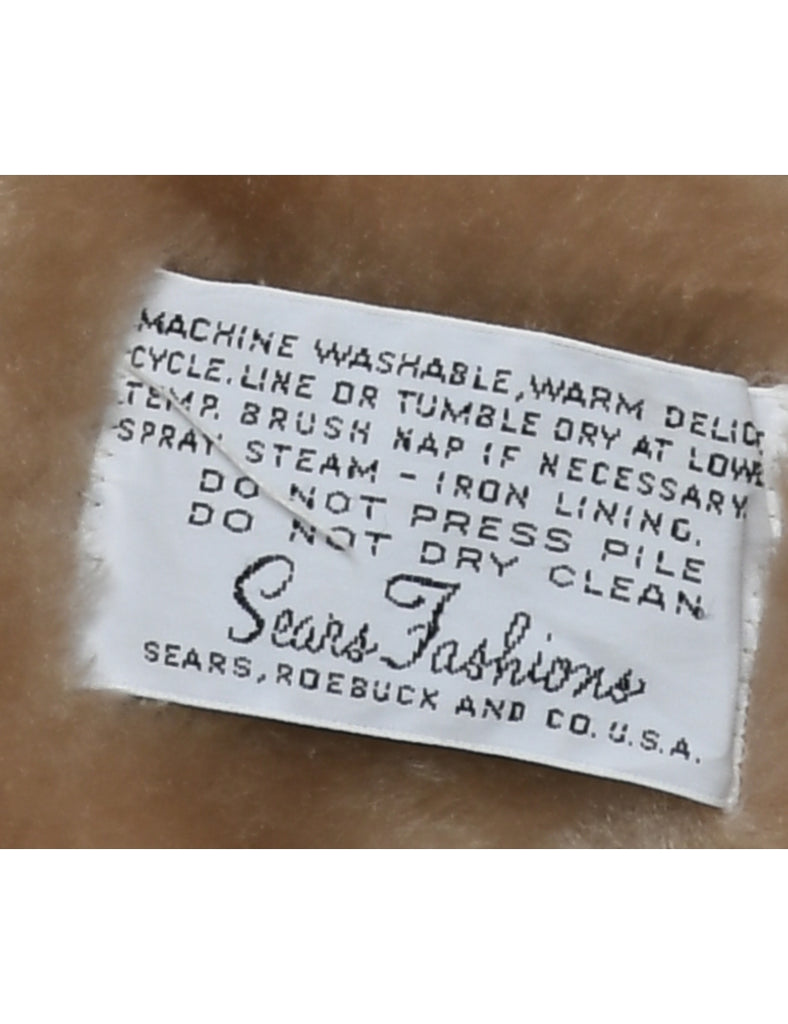 MACHINE WASHABLE, WARM DELIC
CYCLE. LINE OR TUMBLE DRY AT LOWE
TEMP. BRUSH NAP IF NECESSARY.
SPRAY STEAM - IRON LINING.
DO NOT PRESS PILE
DO NOT DRY CLEAN
Sears Fashions
SEARS, ROEBUCK AND CO. U.S.A.